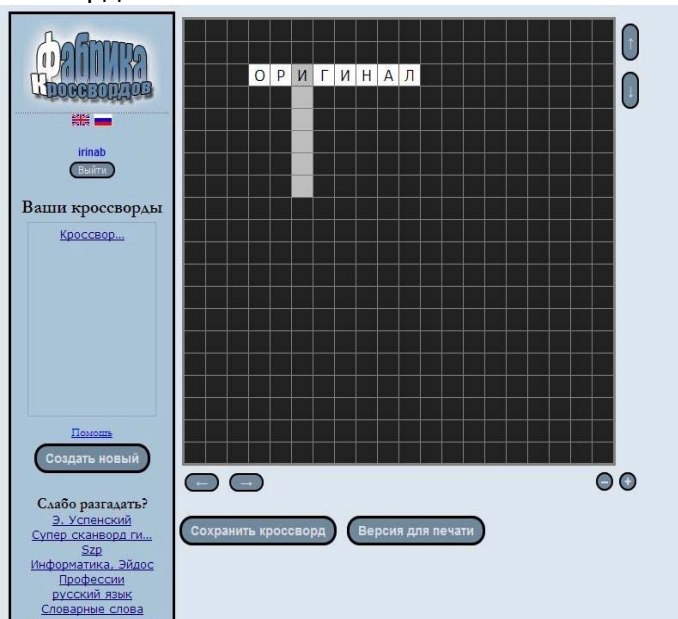 Фабрика
Кроссвордов
irinab
Выйти
Ваши кроссворды
Кроссвор...
Помощь
Создать новый
Слабо разгадать?
Э. Успенский
Супер сканворд ги...
Szp
Информатика, Эйдос
Профессии
русский язык
Словарные слова
ОРИГИНАЛ
↑
↓
← → - +
Сохранить кроссворд Версия для печати